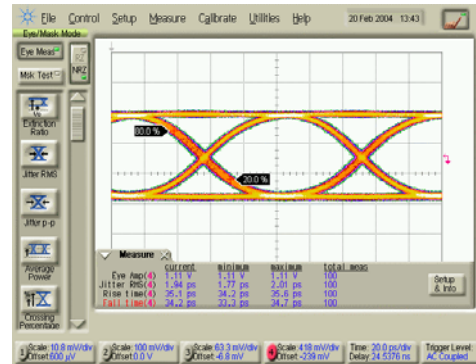 File Control Setup Measure Calibrate Utilities Help 20 Feb 2004 13:43
Eye/Mask Mode
Eye Meas
Msk Test
RZ
NRZ
Extinction
Ratio
Jitter RMS
Jitter p-p
Average
Power
Crossing
Percentage
80.0 %
20.0 %
Measure
current minimum maximum total meas
Eye Amp(4) 1.11 V 1.11 V 1.11 V 100
Jitter RMS(4) 1.94 ps 1.77 ps 2.01 ps 100
Rise time(4) 35.1 ps 34.2 ps 35.6 ps 100
Fall time(4) 34.2 ps 33.3 ps 34.7 ps 100
Setup
& Info
1 Scale: 10.8 mV/div
Offset: 600 µV
2 Scale: 100 mV/div
Offset: 0.0 V
3 Scale: 63.3 mV/div
Offset: -6.8 mV
4 Scale: 418 mV/div
Offset: -239 mV
Time: 20.0 ps/div
Delay: 24.5376 ns
Trigger Level:
AC Coupled